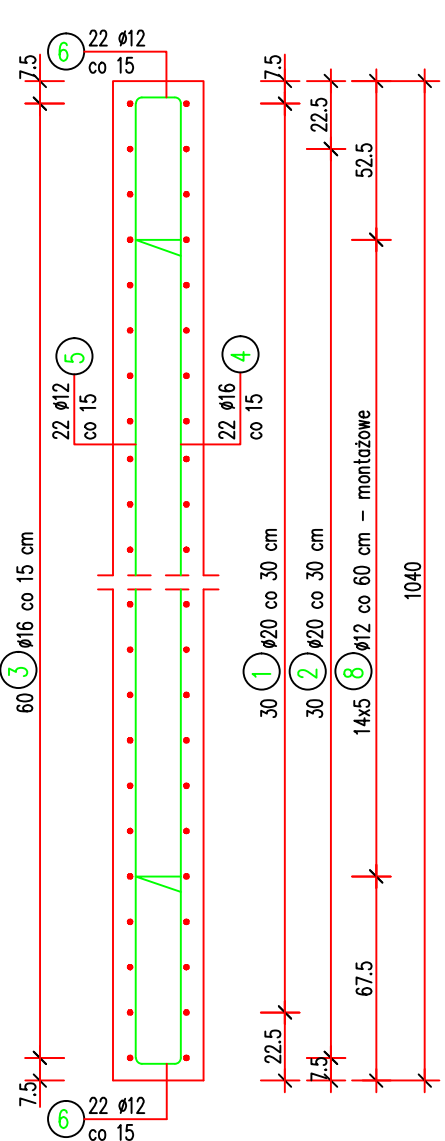 6 22 ø12
co 15
7.5
7.5
22.5
52.5
5
22 ø12
co 15
4
22 ø16
co 15
60 3 ø16 co 15 cm
30 1 ø20 co 30 cm
30 2 ø20 co 30 cm
14x5 8 ø12 co 60 cm – montażowe
1040
7.5
22.5
7.5
67.5
6 22 ø12
co 15